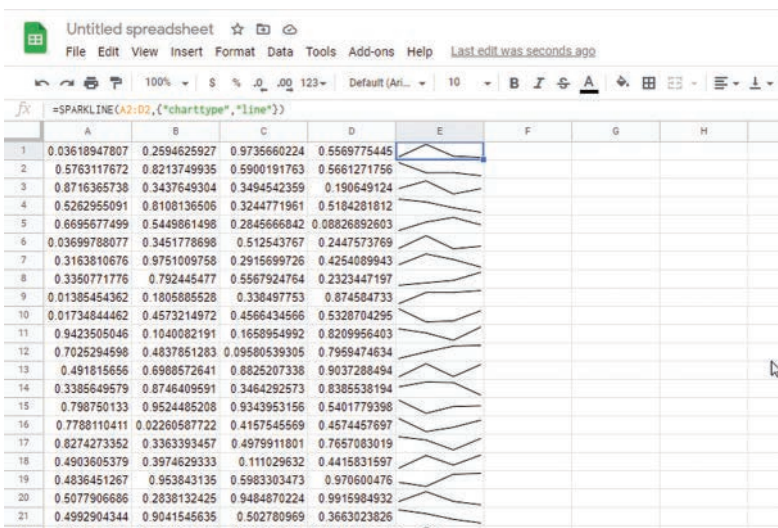 Untitled spreadsheet
File Edit View Insert Format Data Tools Add-ons Help Last edit was seconds ago
100% $ % .0 .00 123 Default (Ari... 10 B I S A
fx =SPARKLINE(A2:D2,{"charttype","line"})
A B C D E F G H
1 0.03618947807 0.2594625927 0.9735660224 0.5569775445
2 0.5763117672 0.8213749935 0.5900191763 0.5661271756
3 0.8716365738 0.3437649304 0.3494542359 0.190649124
4 0.5262955091 0.8108136506 0.3244771961 0.5184281812
5 0.6695677499 0.5449861498 0.2845666842 0.08826892603
6 0.03699788077 0.3451778698 0.512543767 0.2447573769
7 0.3163810676 0.9751009758 0.2915699726 0.4254089943
8 0.3350771776 0.792445477 0.5567924764 0.2323447197
9 0.01385454362 0.1805885528 0.338497753 0.874584733
10 0.01734844462 0.4573214972 0.4566434566 0.5328704295
11 0.9423505046 0.1040082191 0.1658954992 0.8209956403
12 0.7025294598 0.4837851283 0.09580539305 0.7959474634
13 0.491815656 0.6988572641 0.8825207338 0.9037288494
14 0.3385649579 0.8746409591 0.3464292573 0.8385538194
15 0.798750133 0.9524485208 0.9343953156 0.5401779398
16 0.7788110411 0.02260587722 0.4157545569 0.4574457697
17 0.8274273352 0.3363393457 0.4979911801 0.7657083019
18 0.4903605379 0.3974629333 0.111029632 0.4415831597
19 0.4836451267 0.953843135 0.5983303473 0.970600476
20 0.5077906686 0.2838132425 0.9484870224 0.9915984932
21 0.4992904344 0.9041545635 0.502780969 0.3663023826